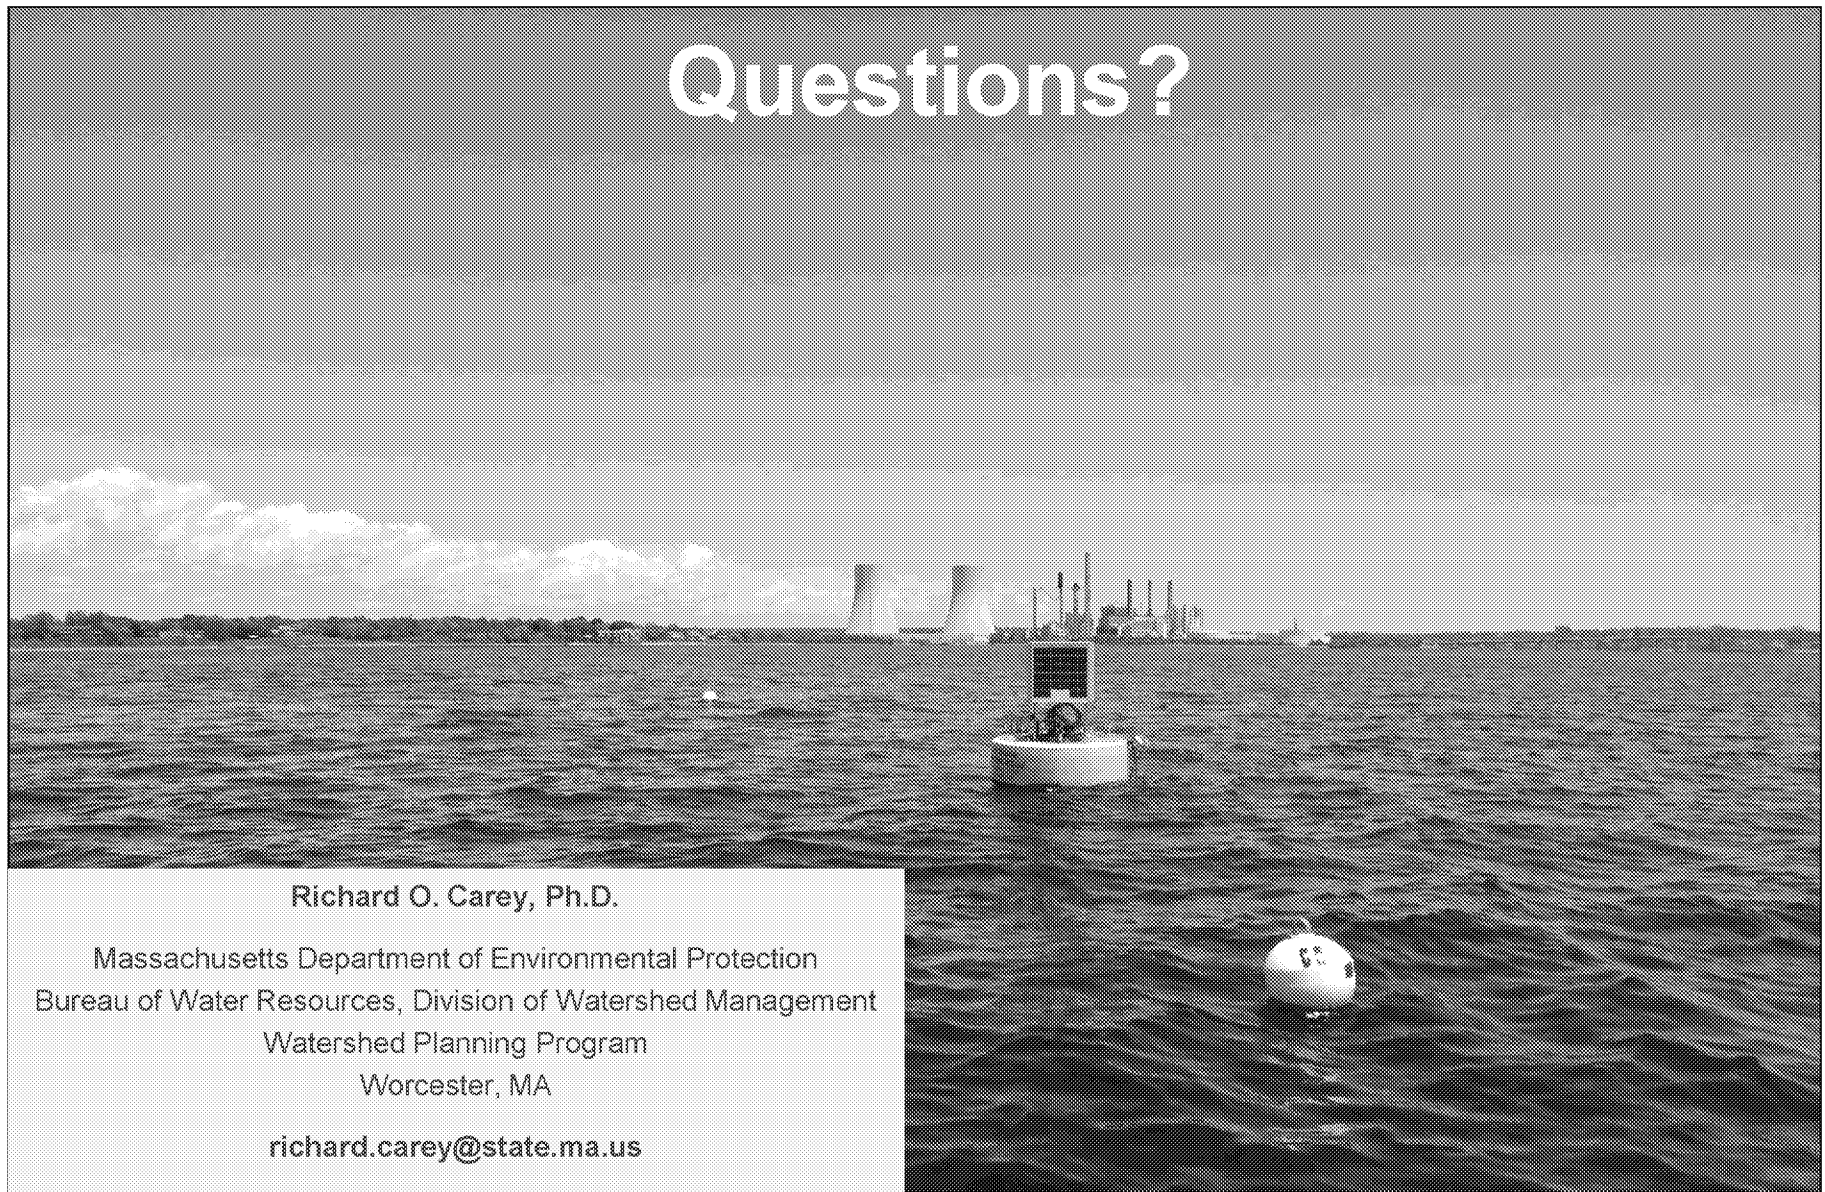 Questions?
Richard O. Carey, Ph.D.
Massachusetts Department of Environmental Protection
Bureau of Water Resources, Division of Watershed Management
Watershed Planning Program
Worcester, MA
richard.carey@state.ma.us